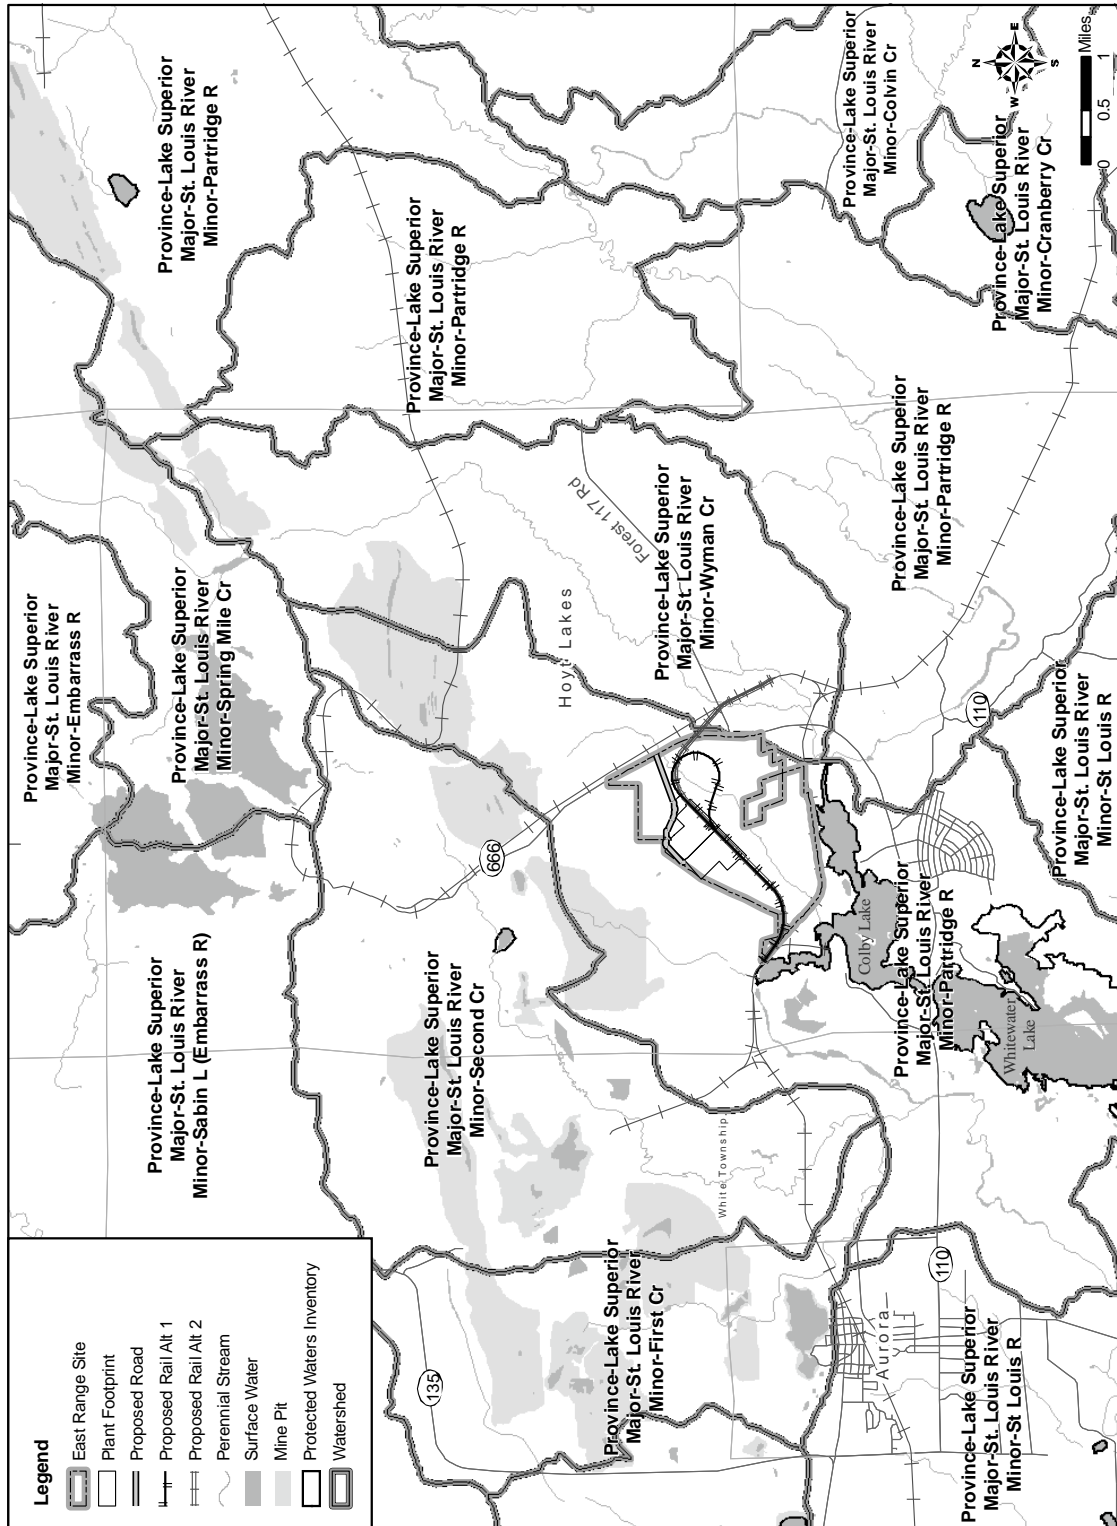 Legend
East Range Site
Plant Footprint
Proposed Road
Proposed Rail Alt 1
Proposed Rail Alt 2
Perennial Stream
Surface Water
Mine Pit
Protected Waters Inventory
Watershed
Province-Lake Superior
Major-St. Louis River
Minor-Embarrass R
Province-Lake Superior
Major-St. Louis River
Minor-Partridge R
Province-Lake Superior
Major-St. Louis River
Minor-Sabin L (Embarrass R)
Province-Lake Superior
Major-St. Louis River
Minor-Spring Mile Cr
Province-Lake Superior
Major-St. Louis River
Minor-Partridge R
135
Province-Lake Superior
Major-St. Louis River
Minor-Second Cr
666
Hoyt Lakes
Forest 117 Rd
Province-Lake Superior
Major-St. Louis River
Minor-First Cr
Province-Lake Superior
Major-St. Louis River
Minor-Wyman Cr
White Township
Province-Lake Superior
Major-St. Louis River
Minor-Colvin Cr
Colby Lake
Aurora
Province-Lake Superior
Major-St. Louis River
Minor-Partridge R
Province-Lake Superior
Major-St. Louis River
Minor-Partridge R
110
110
Province-Lake Superior
Major-St. Louis River
Minor-St Louis R
Whitewater
Lake
Province-Lake Superior
Major-St. Louis River
Minor-St Louis R
Province-Lake Superior
Major-St. Louis River
Minor-Cranberry Cr
N
E
S
W
0
0.5
1
Miles